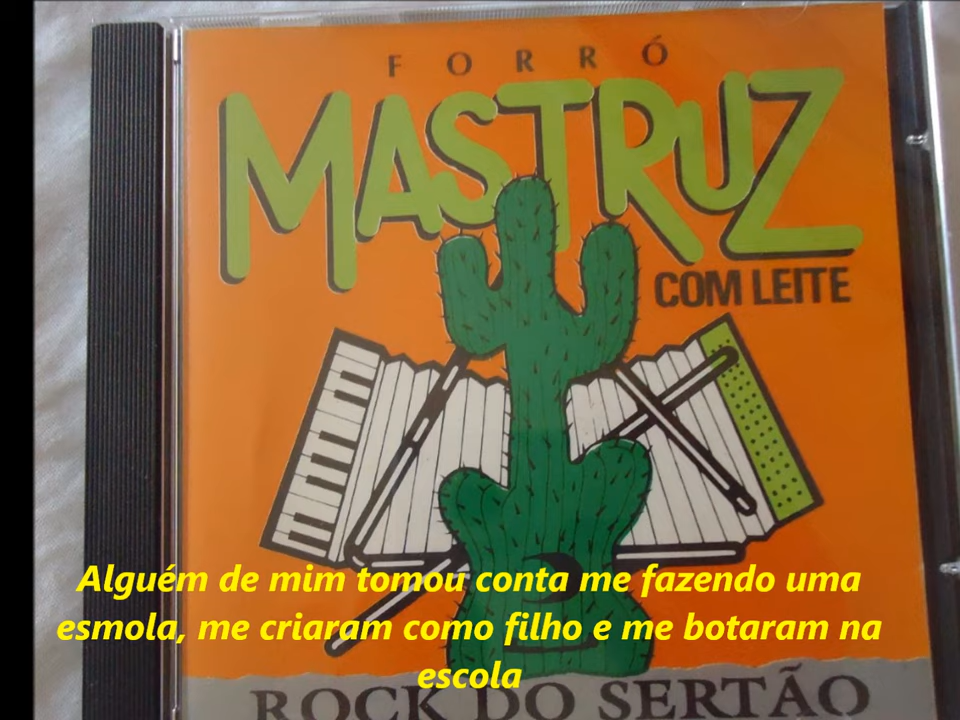 FORRÓ
MASTRUZ
COM LEITE
Alguém de mim tomou conta me fazendo uma
esmola, me criaram como filho e me botaram na
escola
ROCK DO SERTÃO